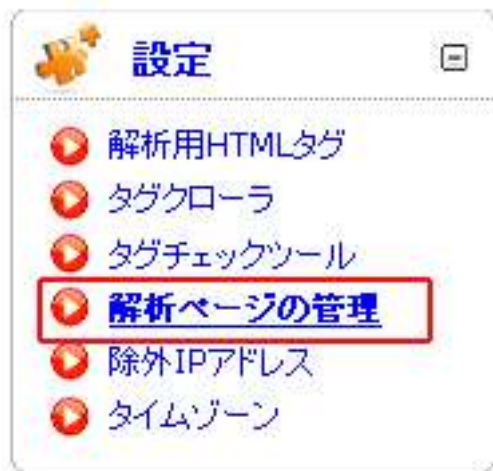 設定
解析用HTMLタグ
タグクローラ
タグチェックツール
解析ページの管理
除外IPアドレス
タイムゾーン